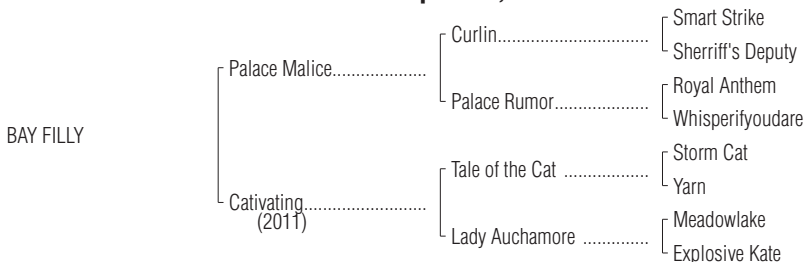 Smart Strike
Curlin................................
Sherriff's Deputy
Palace Malice....................
Royal Anthem
Palace Rumor....................
Whisperifyoudare
BAY FILLY
Storm Cat
Tale of the Cat ..................
Yarn
Cativating..........................
(2011)
Meadowlake
Lady Auchamore ..............
Explosive Kate